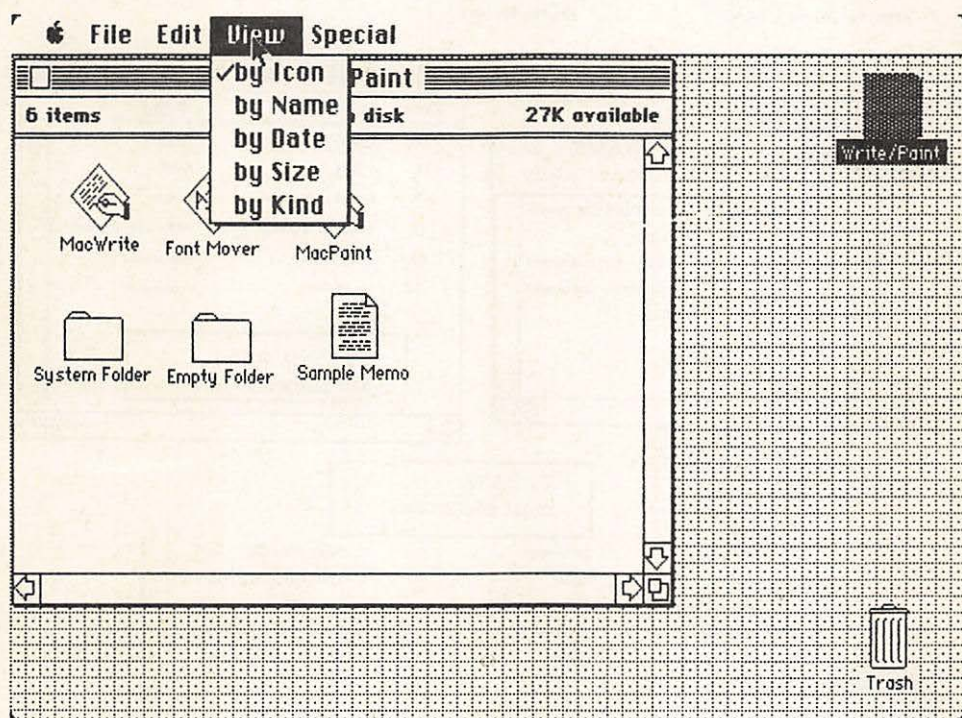 File Edit View Special
by Icon
by Name
by Date
by Size
by Kind
Paint
6 items disk 27K available
MacWrite Font Mover MacPaint
System Folder Empty Folder Sample Memo
Write/Paint
Trash